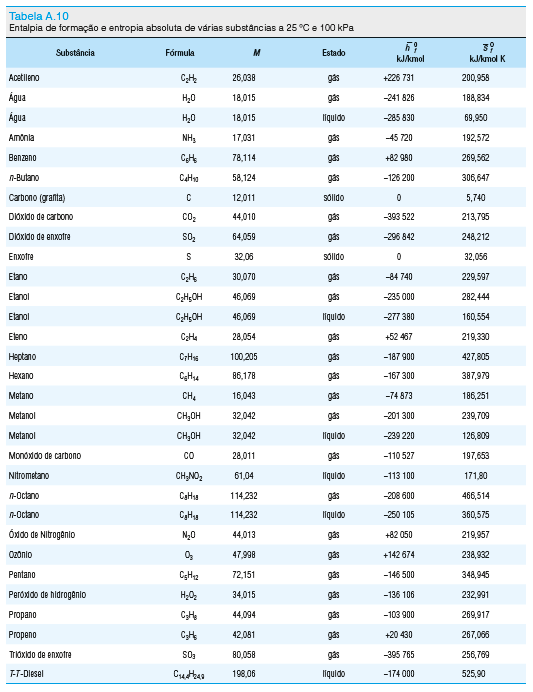 Tabela A.10
Entalpia de formação e entropia absoluta de várias substâncias a 25 °C e 100 kPa
Substância Fórmula M Estado h̄⁰f kJ/kmol s̄⁰f kJ/kmol K
Acetileno C₂H₂ 26,038 gás +226 731 200,958
Água H₂O 18,015 gás –241 826 188,834
Água H₂O 18,015 líquido –285 830 69,950
Amônia NH₃ 17,031 gás –45 720 192,572
Benzeno C₆H₆ 78,114 gás +82 980 269,562
n-Butano C₄H₁₀ 58,124 gás –126 200 306,647
Carbono (grafita) C 12,011 sólido 0 5,740
Dióxido de carbono CO₂ 44,010 gás –393 522 213,795
Dióxido de enxofre SO₂ 64,059 gás –296 842 248,212
Enxofre S 32,06 sólido 0 32,056
Etano C₂H₆ 30,070 gás –84 740 229,597
Etanol C₂H₅OH 46,069 gás –235 000 282,444
Etanol C₂H₅OH 46,069 líquido –277 380 160,554
Eteno C₂H₄ 28,054 gás +52 467 219,330
Heptano C₇H₁₆ 100,205 gás –187 900 427,805
Hexano C₆H₁₄ 86,178 gás –167 300 387,979
Metano CH₄ 16,043 gás –74 873 186,251
Metanol CH₃OH 32,042 gás –201 300 239,709
Metanol CH₃OH 32,042 líquido –239 220 126,809
Monóxido de carbono CO 28,011 gás –110 527 197,653
Nitrometano CH₃NO₂ 61,04 líquido –113 100 171,80
n-Octano C₈H₁₈ 114,232 gás –208 600 466,514
n-Octano C₈H₁₈ 114,232 líquido –250 105 360,575
Óxido de Nitrogênio N₂O 44,013 gás +82 050 219,957
Ozônio O₃ 47,998 gás +142 674 238,932
Pentano C₅H₁₂ 72,151 gás –146 500 348,945
Peróxido de hidrogênio H₂O₂ 34,015 gás –136 106 232,991
Propano C₃H₈ 44,094 gás –103 900 269,917
Propeno C₃H₆ 42,081 gás +20 430 267,066
Trióxido de enxofre SO₃ 80,058 gás –395 765 256,769
T-T-Diesel C₁₄,₄H₂₄,₉ 198,06 líquido –174 000 525,90